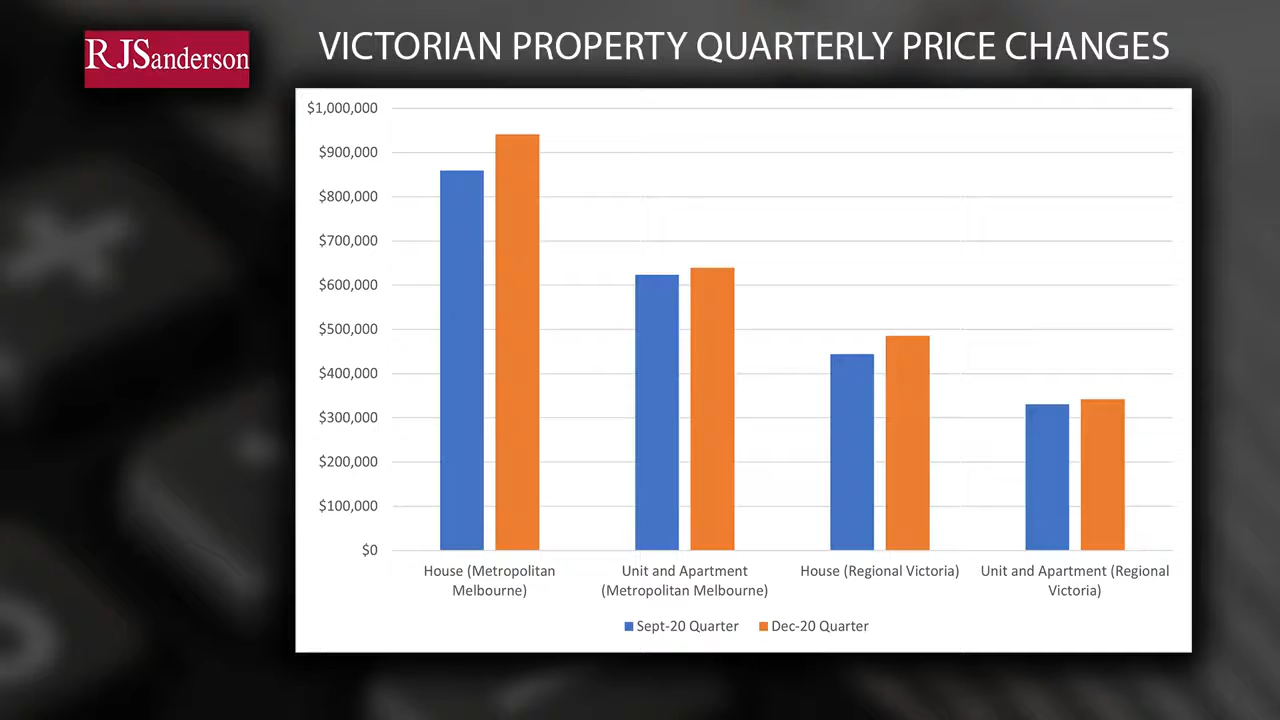 RJSanderson
VICTORIAN PROPERTY QUARTERLY PRICE CHANGES
$1,000,000
$900,000
$800,000
$700,000
$600,000
$500,000
$400,000
$300,000
$200,000
$100,000
$0
House (Metropolitan
Melbourne)
Unit and Apartment
(Metropolitan Melbourne)
House (Regional Victoria)
Unit and Apartment (Regional
Victoria)
Sept-20 Quarter
Dec-20 Quarter